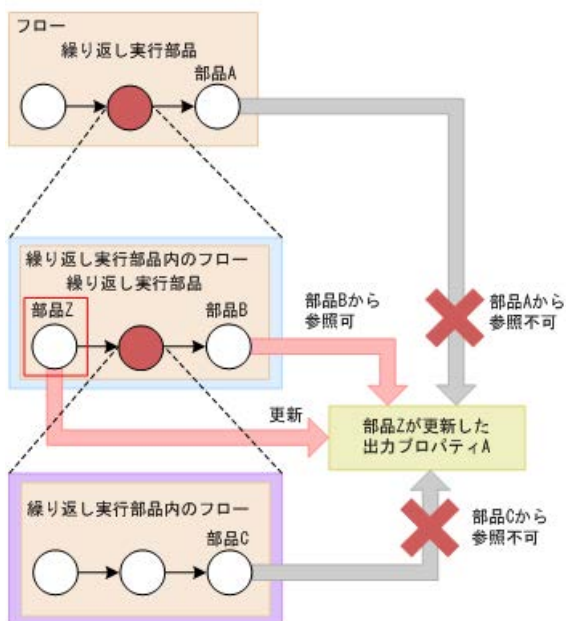 フロー
繰り返し実行部品
部品A
繰り返し実行部品内のフロー
繰り返し実行部品
部品Z
部品B
部品Bから
参照可
部品Aから
参照不可
更新
部品Zが更新した
出力プロパティA
繰り返し実行部品内のフロー
部品C
部品Cから
参照不可